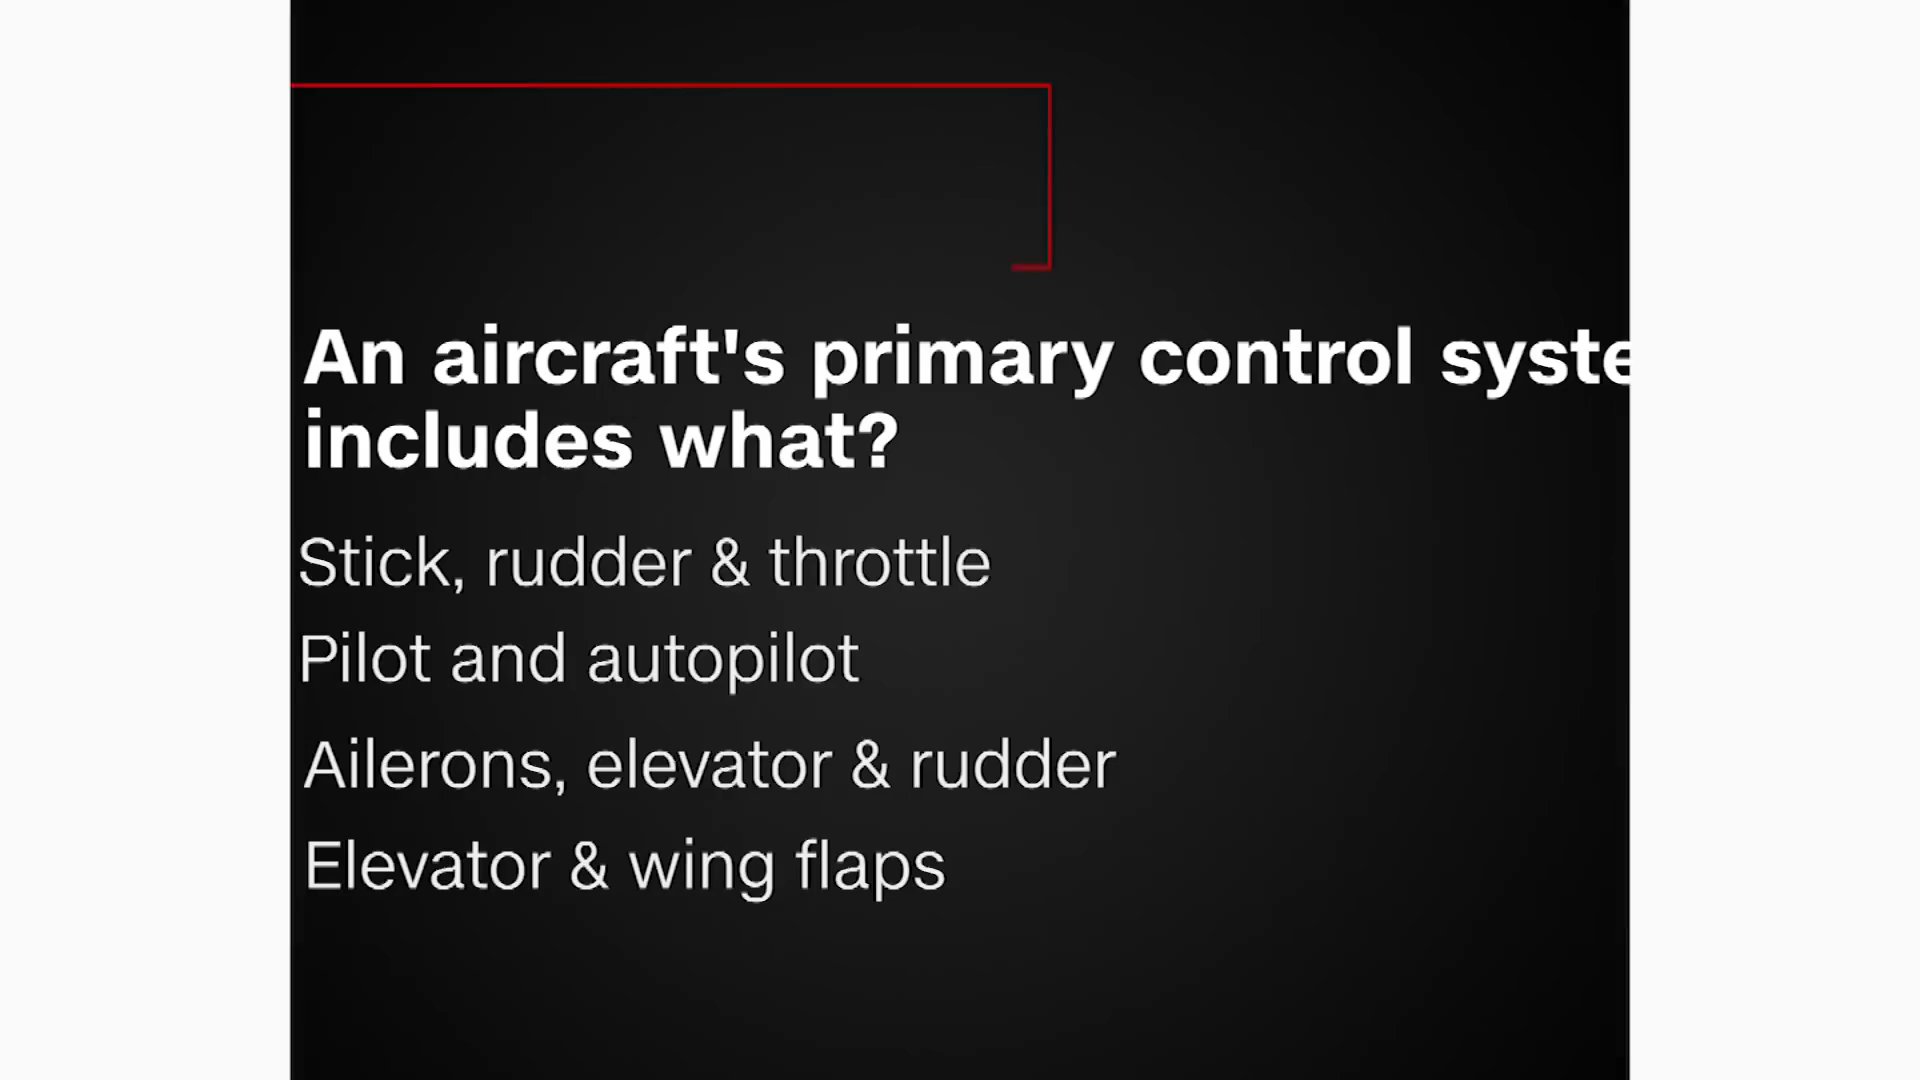 An aircraft's primary control syste
includes what?
Stick, rudder & throttle
Pilot and autopilot
Ailerons, elevator & rudder
Elevator & wing flaps